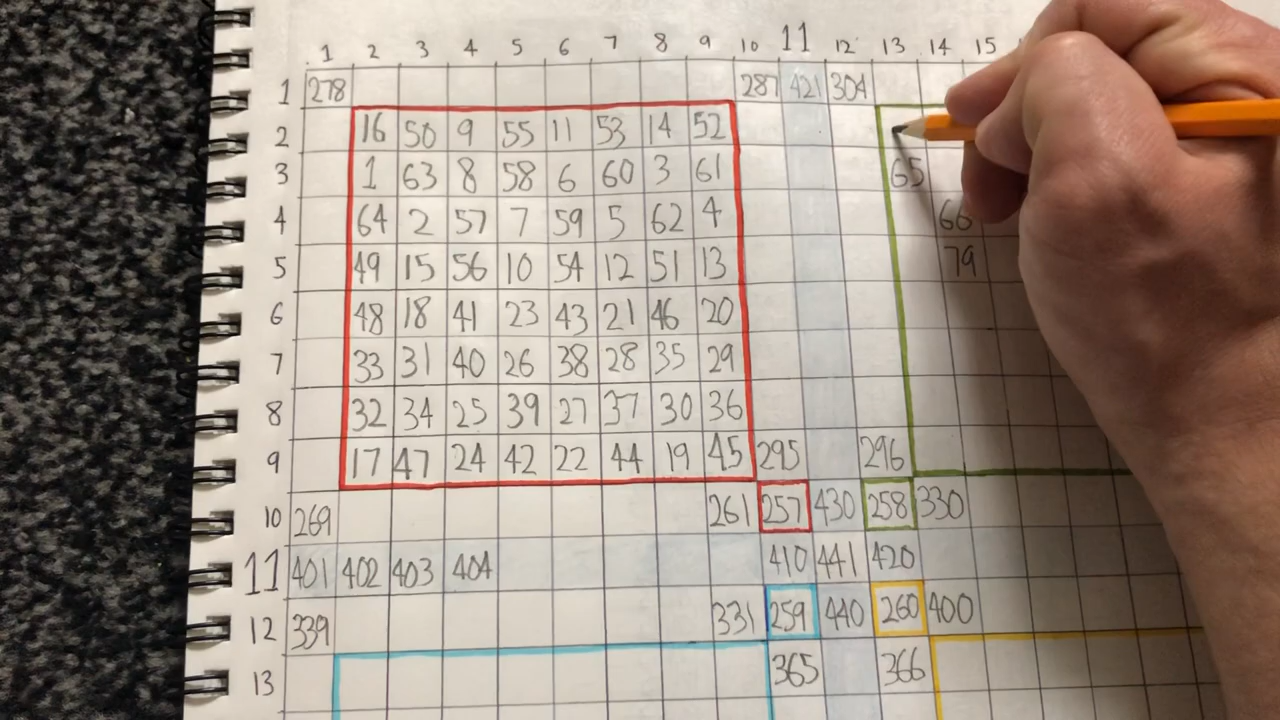 1 2 3 4 5 6 7 8 9 10 11 12 13 14 15
1 278 287 421 304
2 16 50 9 55 11 53 14 52
3 1 63 8 58 6 60 3 61 65
4 64 2 57 7 59 5 62 4 66
5 49 15 56 10 54 12 51 13 79
6 48 18 41 23 43 21 46 20
7 33 31 40 26 38 28 35 29
8 32 34 25 39 27 37 30 36
9 17 47 24 42 22 44 19 45 295 296
10 269 261 257 430 258 330
11 401 402 403 404 410 441 420
12 339 331 259 440 260 400
13 365 366